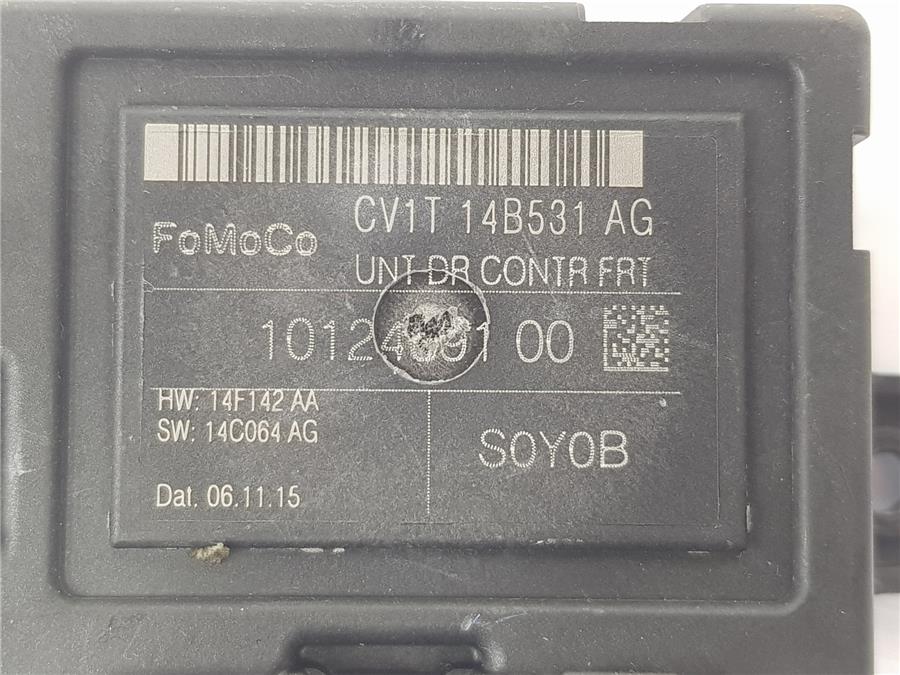 CV1T 14B531 AG
FoMoCo
UNT DR CONTR FRT
00
HW: 14F142 AA
SW: 14C064 AG
S0Y0B
Dat. 06.11.15